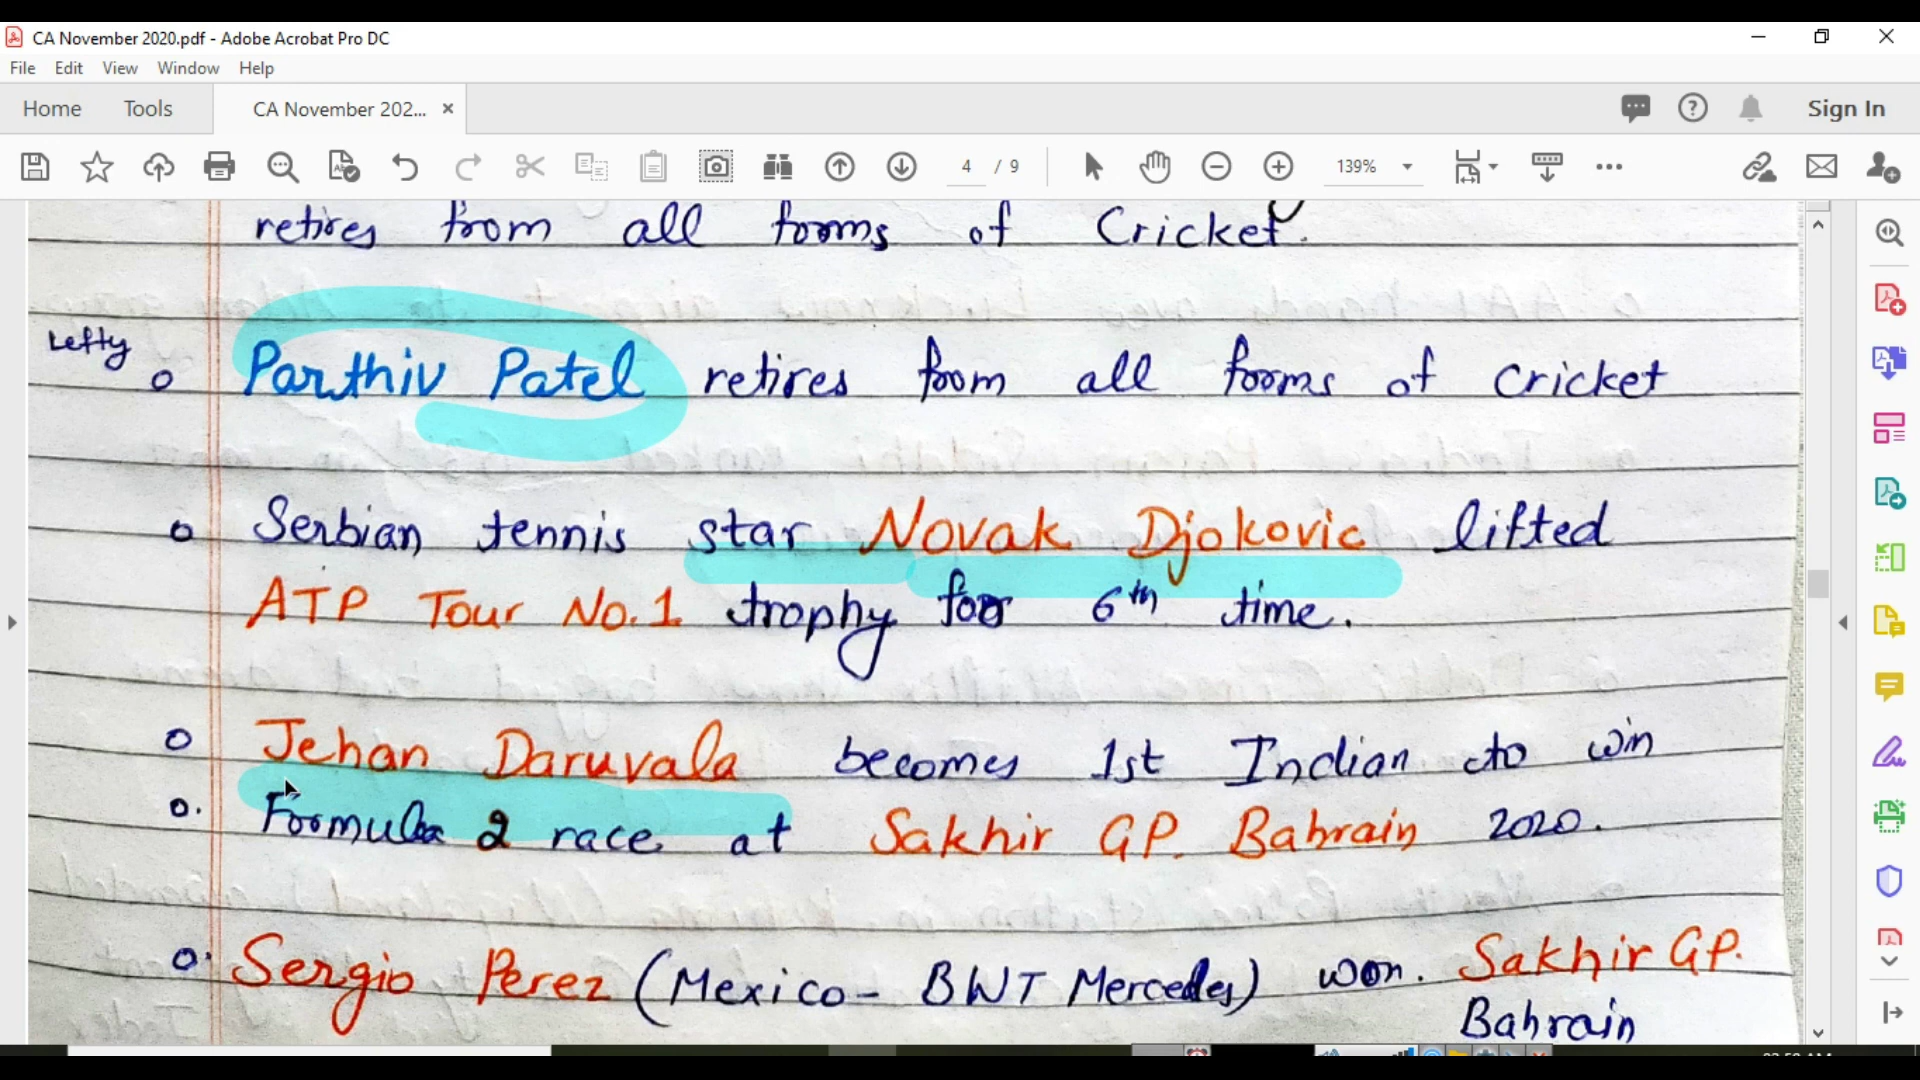 CA November 2020.pdf - Adobe Acrobat Pro DC
File Edit View Window Help
Home Tools CA November 202... × Sign In
4 / 9 139%
retires from all forms of Cricket.
Lefty
Parthiv Patel retires from all forms of Cricket
Serbian tennis star Novak Djokovic lifted
ATP Tour No.1 trophy for 6th time.
Jehan Daruvala becomes 1st Indian to win
Formula 2 race at Sakhir GP. Bahrain 2020.
Sergio Perez (Mexico- BWT Mercedes) won. Sakhir GP.
Bahrain